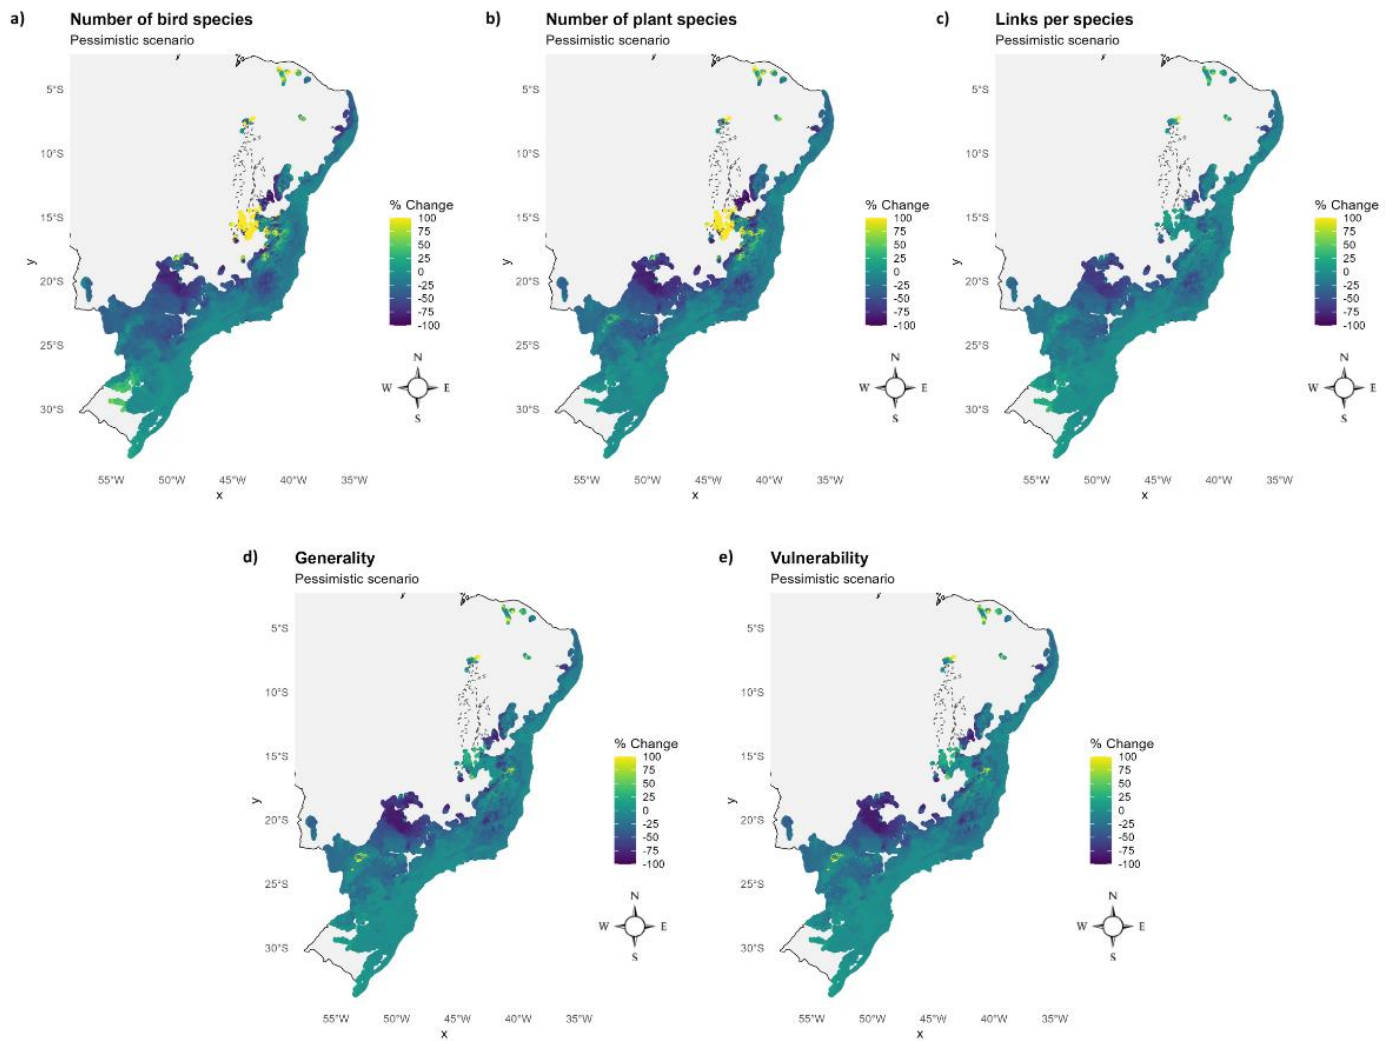 a) Number of bird species
Pessimistic scenario
5°S
10°S
15°S
20°S
25°S
30°S
y
55°W 50°W 45°W 40°W 35°W
x
% Change
100
75
50
25
0
-25
-50
-75
-100
N
W E
S
b) Number of plant species
Pessimistic scenario
5°S
10°S
15°S
20°S
25°S
30°S
y
55°W 50°W 45°W 40°W 35°W
x
% Change
100
75
50
25
0
-25
-50
-75
-100
N
W E
S
c) Links per species
Pessimistic scenario
5°S
10°S
15°S
20°S
25°S
30°S
y
55°W 50°W 45°W 40°W 35°W
x
% Change
100
75
50
25
0
-25
-50
-75
-100
N
W E
S
d) Generality
Pessimistic scenario
5°S
10°S
15°S
20°S
25°S
30°S
y
55°W 50°W 45°W 40°W 35°W
x
% Change
100
75
50
25
0
-25
-50
-75
-100
N
W E
S
e) Vulnerability
Pessimistic scenario
5°S
10°S
15°S
20°S
25°S
30°S
y
55°W 50°W 45°W 40°W 35°W
x
% Change
100
75
50
25
0
-25
-50
-75
-100
N
W E
S